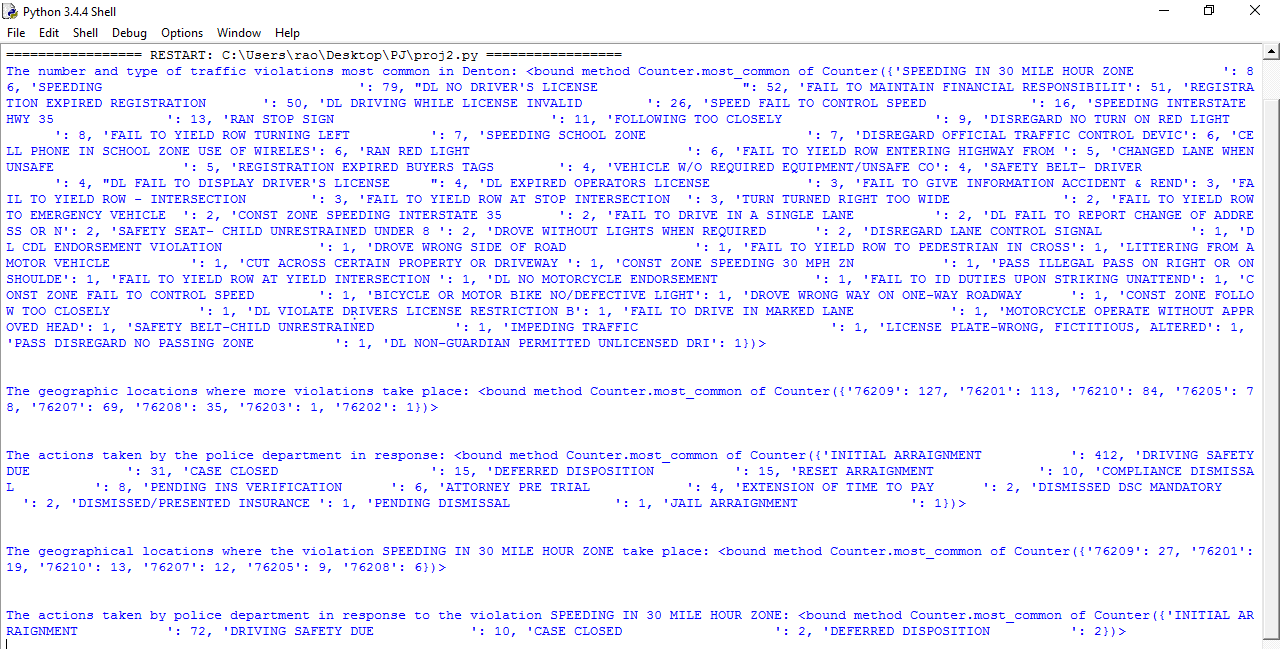 Python 3.4.4 Shell
File Edit Shell Debug Options Window Help
================= RESTART: C:\Users\rao\Desktop\PJ\proj2.py =================
The number and type of traffic violations most common in Denton: <bound method Counter.most_common of Counter({'SPEEDING IN 30 MILE HOUR ZONE           ': 8
6, 'SPEEDING                                ': 79, "DL NO DRIVER'S LICENSE                  ": 52, 'FAIL TO MAINTAIN FINANCIAL RESPONSIBILIT': 51, 'REGISTRA
TION EXPIRED REGISTRATION       ': 50, 'DL DRIVING WHILE LICENSE INVALID        ': 26, 'SPEED FAIL TO CONTROL SPEED             ': 16, 'SPEEDING INTERSTATE
HWY 35              ': 13, 'RAN STOP SIGN                           ': 11, 'FOLLOWING TOO CLOSELY                   ': 9, 'DISREGARD NO TURN ON RED LIGHT
      ': 8, 'FAIL TO YIELD ROW TURNING LEFT          ': 7, 'SPEEDING SCHOOL ZONE                    ': 7, 'DISREGARD OFFICIAL TRAFFIC CONTROL DEVIC': 6, 'CE
LL PHONE IN SCHOOL ZONE USE OF WIRELES': 6, 'RAN RED LIGHT                           ': 6, 'FAIL TO YIELD ROW ENTERING HIGHWAY FROM ': 5, 'CHANGED LANE WHEN
UNSAFE                ': 5, 'REGISTRATION EXPIRED BUYERS TAGS        ': 4, 'VEHICLE W/O REQUIRED EQUIPMENT/UNSAFE CO': 4, 'SAFETY BELT- DRIVER
      ': 4, "DL FAIL TO DISPLAY DRIVER'S LICENSE     ": 4, 'DL EXPIRED OPERATORS LICENSE            ': 3, 'FAIL TO GIVE INFORMATION ACCIDENT & REND': 3, 'FA
IL TO YIELD ROW - INTERSECTION        ': 3, 'FAIL TO YIELD ROW AT STOP INTERSECTION  ': 3, 'TURN TURNED RIGHT TOO WIDE              ': 2, 'FAIL TO YIELD ROW
TO EMERGENCY VEHICLE  ': 2, 'CONST ZONE SPEEDING INTERSTATE 35       ': 2, 'FAIL TO DRIVE IN A SINGLE LANE          ': 2, 'DL FAIL TO REPORT CHANGE OF ADDRE
SS OR N': 2, 'SAFETY SEAT- CHILD UNRESTRAINED UNDER 8 ': 2, 'DROVE WITHOUT LIGHTS WHEN REQUIRED      ': 2, 'DISREGARD LANE CONTROL SIGNAL           ': 1, 'D
L CDL ENDORSEMENT VIOLATION            ': 1, 'DROVE WRONG SIDE OF ROAD                ': 1, 'FAIL TO YIELD ROW TO PEDESTRIAN IN CROSS': 1, 'LITTERING FROM A
MOTOR VEHICLE          ': 1, 'CUT ACROSS CERTAIN PROPERTY OR DRIVEWAY ': 1, 'CONST ZONE SPEEDING 30 MPH ZN           ': 1, 'PASS ILLEGAL PASS ON RIGHT OR ON
SHOULDE': 1, 'FAIL TO YIELD ROW AT YIELD INTERSECTION ': 1, 'DL NO MOTORCYCLE ENDORSEMENT            ': 1, 'FAIL TO ID DUTIES UPON STRIKING UNATTEND': 1, 'C
ONST ZONE FAIL TO CONTROL SPEED        ': 1, 'BICYCLE OR MOTOR BIKE NO/DEFECTIVE LIGHT': 1, 'DROVE WRONG WAY ON ONE-WAY ROADWAY      ': 1, 'CONST ZONE FOLLO
W TOO CLOSELY           ': 1, 'DL VIOLATE DRIVERS LICENSE RESTRICTION B': 1, 'FAIL TO DRIVE IN MARKED LANE            ': 1, 'MOTORCYCLE OPERATE WITHOUT APPR
OVED HEAD': 1, 'SAFETY BELT-CHILD UNRESTRAINED          ': 1, 'IMPEDING TRAFFIC                        ': 1, 'LICENSE PLATE-WRONG, FICTITIOUS, ALTERED': 1,
'PASS DISREGARD NO PASSING ZONE          ': 1, 'DL NON-GUARDIAN PERMITTED UNLICENSED DRI': 1})>
The geographic locations where more violations take place: <bound method Counter.most_common of Counter({'76209': 127, '76201': 113, '76210': 84, '76205': 7
8, '76207': 69, '76208': 35, '76203': 1, '76202': 1})>
The actions taken by the police department in response: <bound method Counter.most_common of Counter({'INITIAL ARRAIGNMENT           ': 412, 'DRIVING SAFETY
DUE            ': 31, 'CASE CLOSED                   ': 15, 'DEFERRED DISPOSITION          ': 15, 'RESET ARRAIGNMENT             ': 10, 'COMPLIANCE DISMISSA
L          ': 8, 'PENDING INS VERIFICATION      ': 6, 'ATTORNEY PRE TRIAL            ': 4, 'EXTENSION OF TIME TO PAY      ': 2, 'DISMISSED DSC MANDATORY
  ': 2, 'DISMISSED/PRESENTED INSURANCE ': 1, 'PENDING DISMISSAL             ': 1, 'JAIL ARRAIGNMENT              ': 1})>
The geographical locations where the violation SPEEDING IN 30 MILE HOUR ZONE take place: <bound method Counter.most_common of Counter({'76209': 27, '76201':
19, '76210': 13, '76207': 12, '76205': 9, '76208': 6})>
The actions taken by police department in response to the violation SPEEDING IN 30 MILE HOUR ZONE: <bound method Counter.most_common of Counter({'INITIAL AR
RAIGNMENT           ': 72, 'DRIVING SAFETY DUE            ': 10, 'CASE CLOSED                   ': 2, 'DEFERRED DISPOSITION          ': 2})>